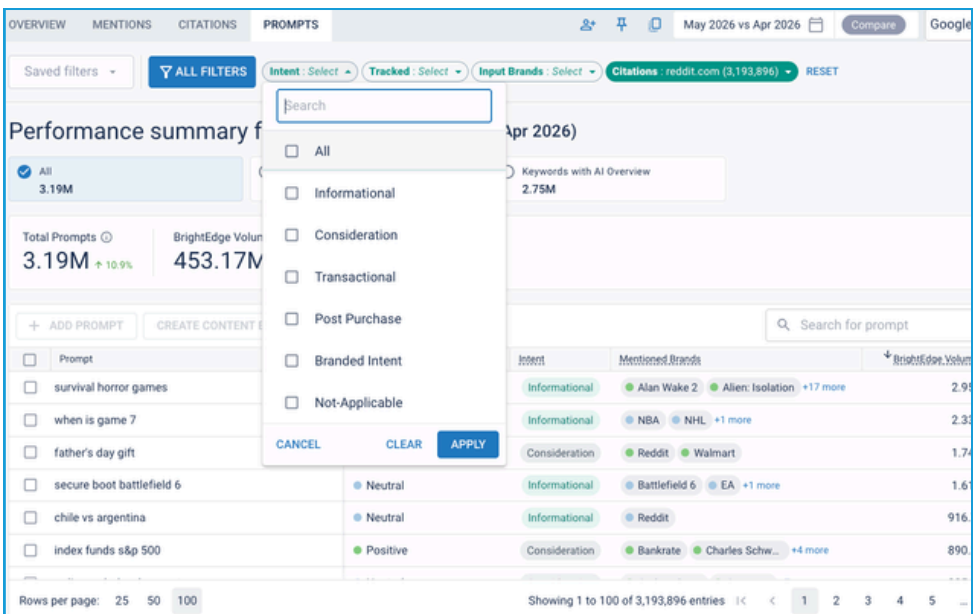 OVERVIEW MENTIONS CITATIONS PROMPTS May 2026 vs Apr 2026 Compare Google
Saved filters ALL FILTERS Intent : Select Tracked : Select Input Brands : Select Citations : reddit.com (3,193,896) RESET
Search
Performance summary f Apr 2026)
All
All Keywords with AI Overview
3.19M 2.75M
Informational
Consideration
Total Prompts BrightEdge Volum
3.19M 10.9% 453.17M
Transactional
Post Purchase
+ ADD PROMPT CREATE CONTENT Search for prompt
Prompt Intent Mentioned Brands BrightEdge Volum
Branded Intent
survival horror games Informational Alan Wake 2 Alien: Isolation +17 more 2.95
Not-Applicable
when is game 7 Informational NBA NHL +1 more 2.33
CANCEL CLEAR APPLY
father's day gift Consideration Reddit Walmart 1.74
secure boot battlefield 6 Neutral Informational Battlefield 6 EA +1 more 1.61
chile vs argentina Neutral Informational Reddit 916.
index funds s&p 500 Positive Consideration Bankrate Charles Schw... +4 more 890.
Rows per page: 25 50 100 Showing 1 to 100 of 3,193,896 entries 1 2 3 4 5 ...